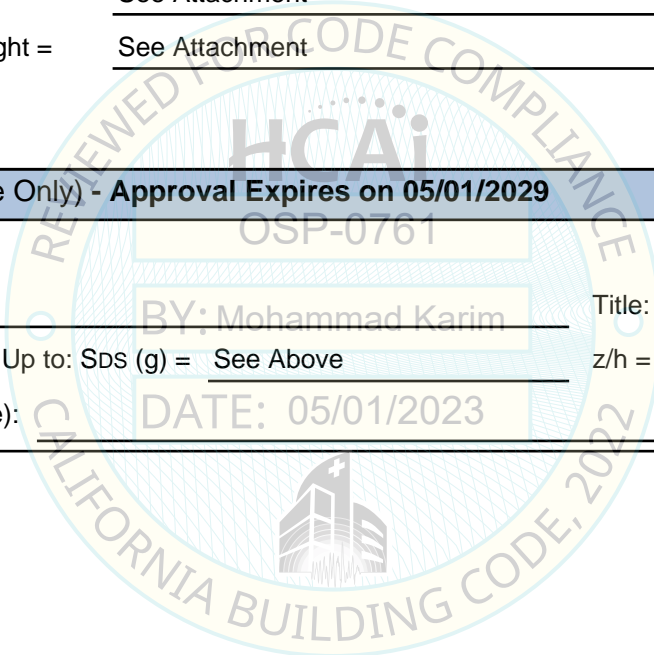 See Attachment
ght = See Attachment
REVIEWED FOR CODE COMPLIANCE
HCAi
e Only) - Approval Expires on 05/01/2029
OSP-0761
BY: Mohammad Karim
Title:
Up to: SDS (g) = See Above
z/h =
DATE: 05/01/2023
e):
CALIFORNIA BUILDING CODE, 2022